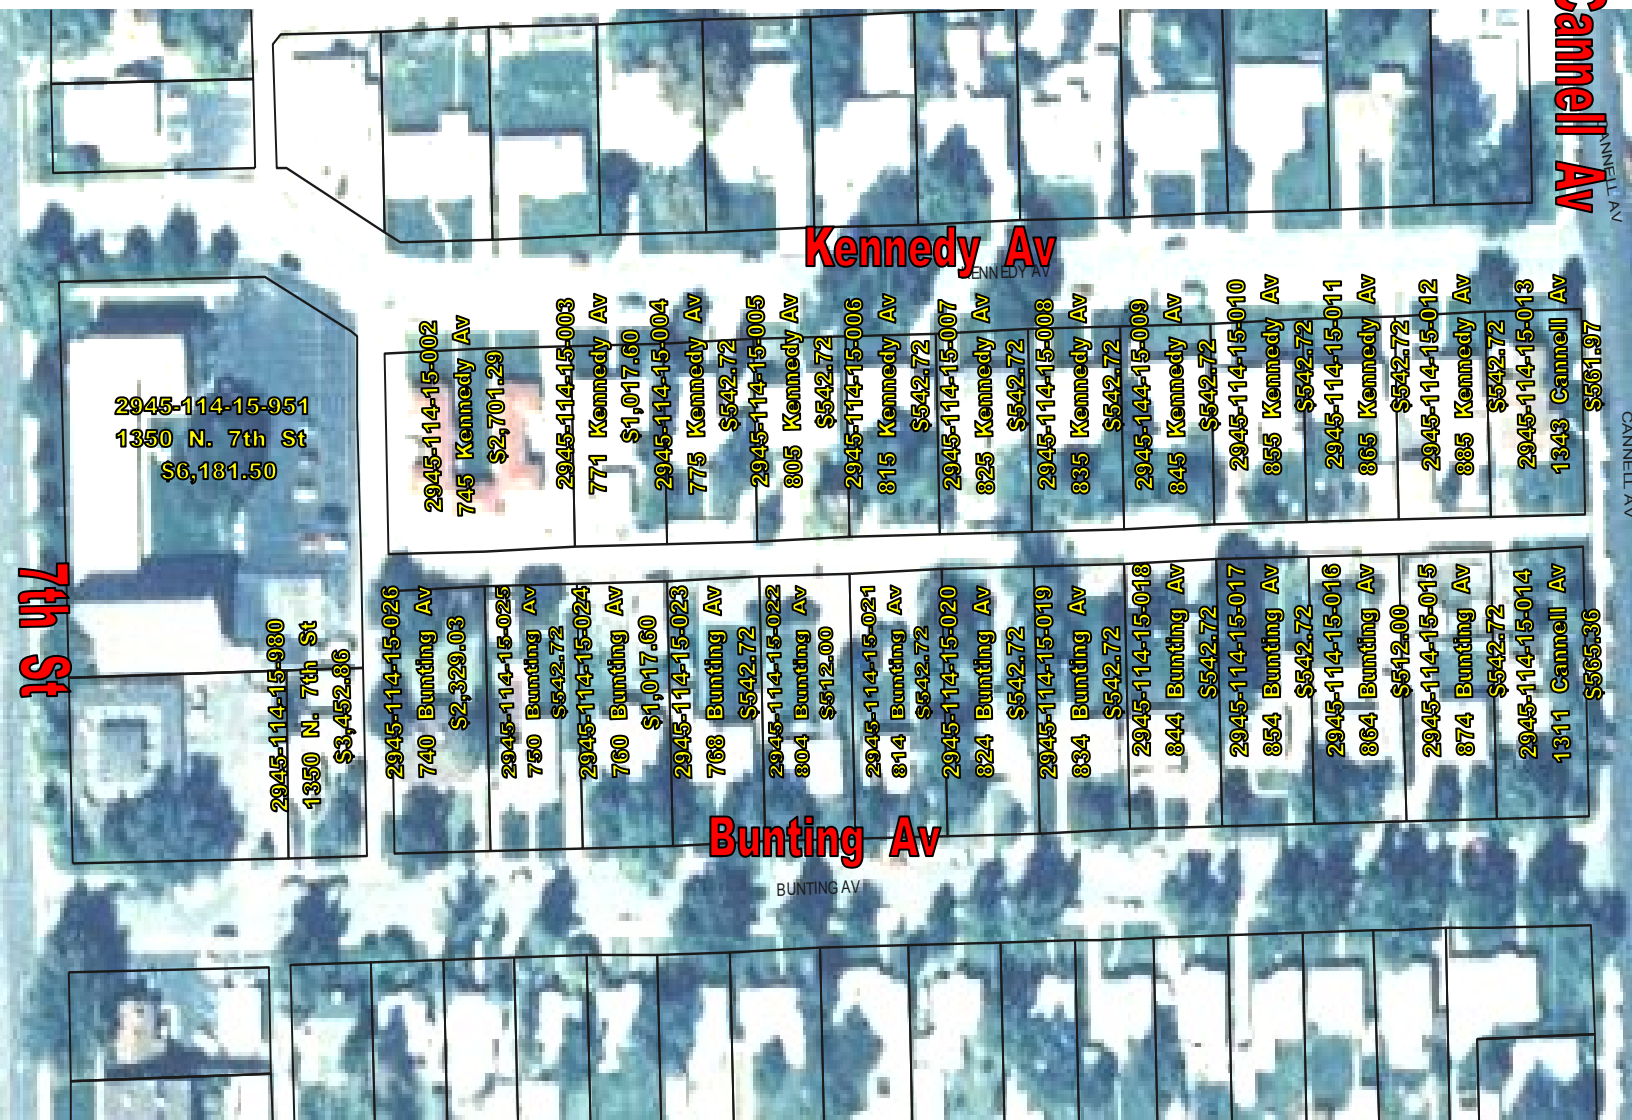 Cannell Av
CANNELL AV
Kennedy Av
KENNEDY AV
2945-114-15-951
1350 N. 7th St
$6,181.50
2945-114-15-002
745 Kennedy Av
$2,701.29
2945-114-15-003
771 Kennedy Av
$1,017.60
2945-114-15-004
775 Kennedy Av
$542.72
2945-114-15-005
805 Kennedy Av
$542.72
2945-114-15-006
815 Kennedy Av
$542.72
2945-114-15-007
825 Kennedy Av
$542.72
2945-114-15-008
835 Kennedy Av
$542.72
2945-144-15-009
845 Kennedy Av
$542.72
2945-114-15-010
855 Kennedy Av
$542.72
2945-114-15-011
865 Kennedy Av
$542.72
2945-114-15-012
885 Kennedy Av
$542.72
2945-114-15-013
1343 Cannell Av
$561.97
CANNELL AV
7th St
2945-114-15-980
1350 N. 7th St
$3,452.86
2945-114-15-026
740 Bunting Av
$2,329.03
2945-114-15-025
750 Bunting Av
$542.72
2945-114-15-024
760 Bunting Av
$1,017.60
2945-114-15-023
768 Bunting Av
$542.72
2945-114-15-022
804 Bunting Av
$512.00
2945-114-15-021
814 Bunting Av
$542.72
2945-114-15-020
824 Bunting Av
$542.72
2945-114-15-019
834 Bunting Av
$542.72
2945-114-15-018
844 Bunting Av
$542.72
2945-114-15-017
854 Bunting Av
$542.72
2945-114-15-016
864 Bunting Av
$512.00
2945-114-15-015
874 Bunting Av
$542.72
2945-114-15-014
1311 Cannell Av
$565.36
Bunting Av
BUNTING AV